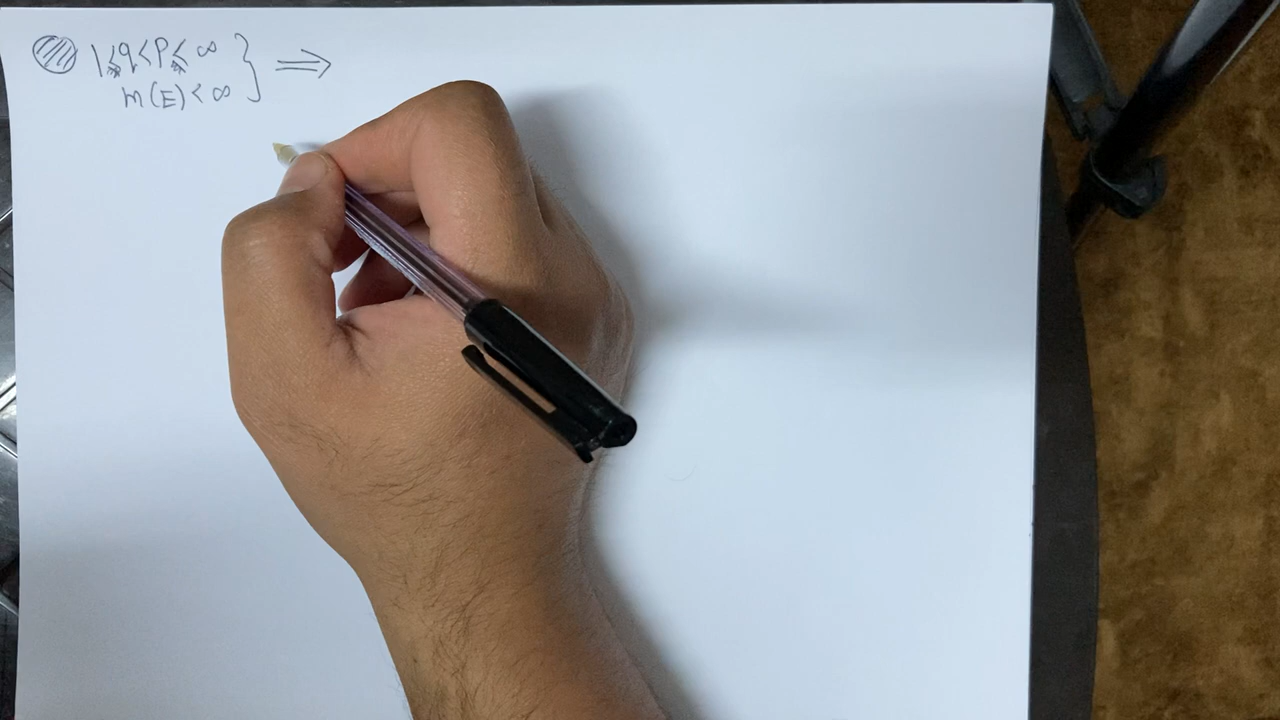 1≤q<p≤∞ } ⇒
m(E)<∞